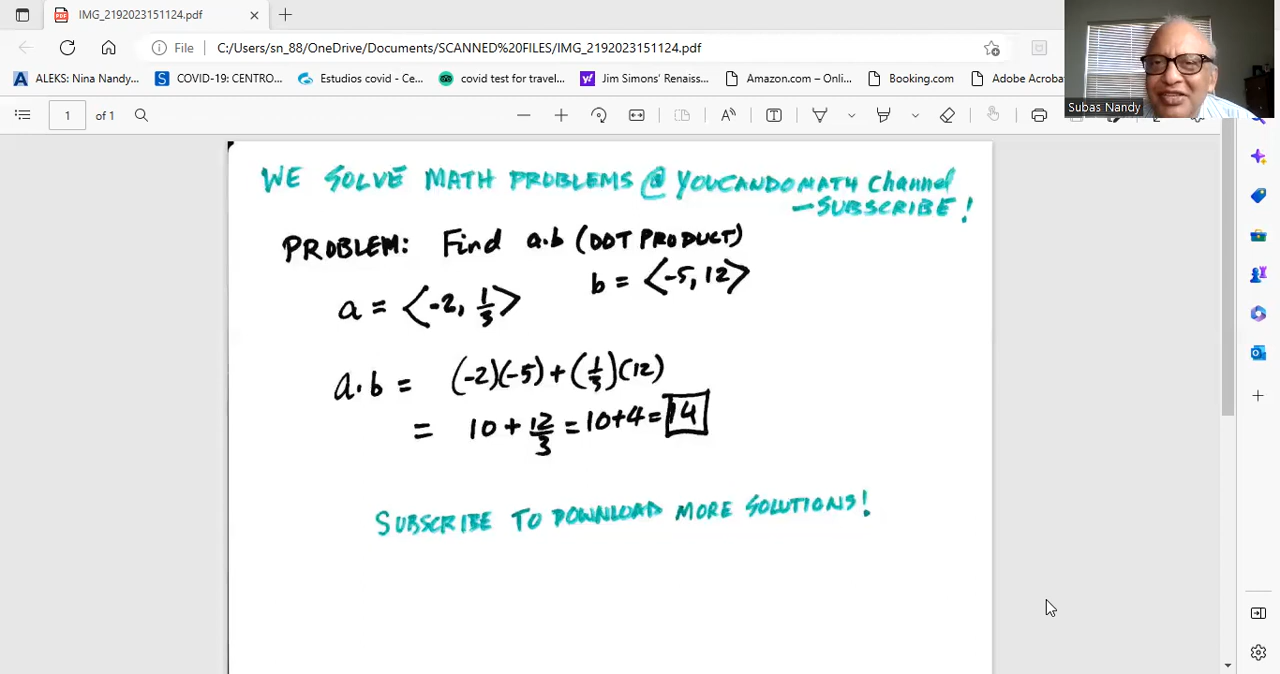 IMG_2192023151124.pdf
File C:/Users/sn_88/OneDrive/Documents/SCANNED%20FILES/IMG_2192023151124.pdf
ALEKS: Nina Nandy... COVID-19: CENTRO... Estudios covid - Ce... covid test for travel... Jim Simons' Renaiss... Amazon.com – Onli... Booking.com Adobe Acroba
Subas Nandy
1 of 1
WE SOLVE MATH PROBLEMS @ YOUCANDOMATH Channel
— SUBSCRIBE!
PROBLEM: Find a.b (DOT PRODUCT)
a = <-2, 1/3> b = <-5, 12>
a.b = (-2)(-5) + (1/3)(12)
= 10 + 12/3 = 10+4 = 14
SUBSCRIBE TO DOWNLOAD MORE SOLUTIONS!